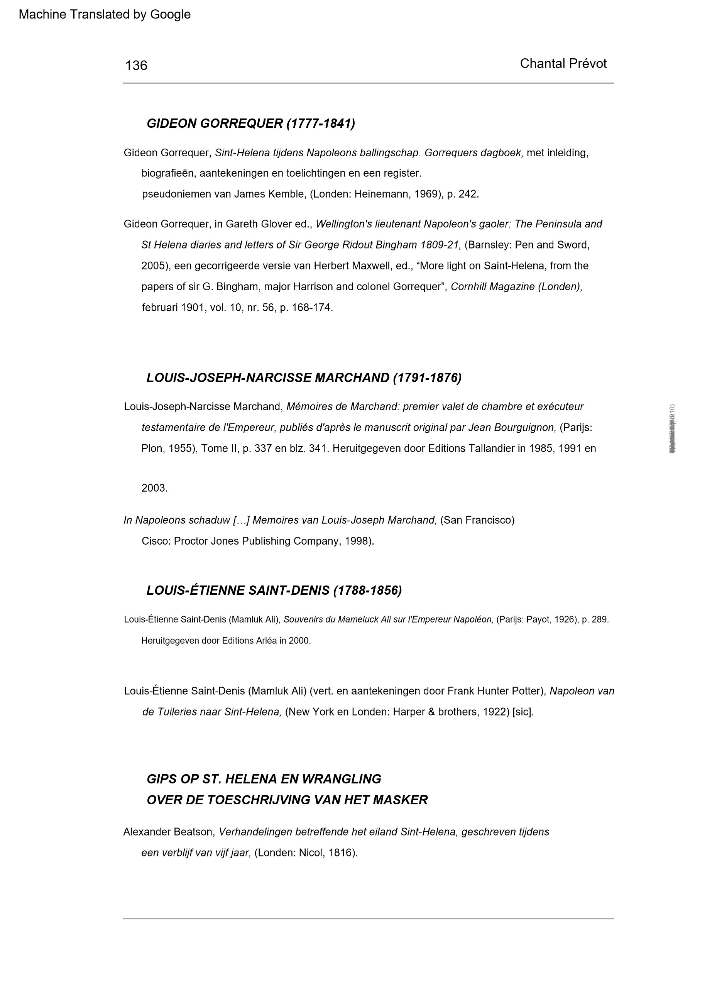 Machine Translated by Google
136
Chantal Prévot
GIDEON GORREQUER (1777-1841)
Gideon Gorrequer, Sint-Helena tijdens Napoleons ballingschap. Gorrequers dagboek, met inleiding,
biografieën, aantekeningen en toelichtingen en een register.
pseudoniemen van James Kemble, (Londen: Heinemann, 1969), p. 242.
Gideon Gorrequer, in Gareth Glover ed., Wellington's lieutenant Napoleon's gaoler: The Peninsula and
St Helena diaries and letters of Sir George Ridout Bingham 1809-21, (Barnsley: Pen and Sword,
2005), een gecorrigeerde versie van Herbert Maxwell, ed., “More light on Saint-Helena, from the
papers of sir G. Bingham, major Harrison and colonel Gorrequer”, Cornhill Magazine (Londen),
februari 1901, vol. 10, nr. 56, p. 168-174.
LOUIS-JOSEPH-NARCISSE MARCHAND (1791-1876)
Louis-Joseph-Narcisse Marchand, Mémoires de Marchand: premier valet de chambre et exécuteur
testamentaire de l'Empereur, publiés d'après le manuscrit original par Jean Bourguignon, (Parijs:
Plon, 1955), Tome II, p. 337 en blz. 341. Heruitgegeven door Editions Tallandier in 1985, 1991 en
2003.
In Napoleons schaduw […] Memoires van Louis-Joseph Marchand, (San Francisco)
Cisco: Proctor Jones Publishing Company, 1998).
LOUIS-ÉTIENNE SAINT-DENIS (1788-1856)
Louis-Étienne Saint-Denis (Mamluk Ali), Souvenirs du Mameluck Ali sur l'Empereur Napoléon, (Parijs: Payot, 1926), p. 289.
Heruitgegeven door Editions Arléa in 2000.
Louis-Étienne Saint-Denis (Mamluk Ali) (vert. en aantekeningen door Frank Hunter Potter), Napoleon van
de Tuileries naar Sint-Helena, (New York en Londen: Harper & brothers, 1922) [sic].
GIPS OP ST. HELENA EN WRANGLING
OVER DE TOESCHRIJVING VAN HET MASKER
Alexander Beatson, Verhandelingen betreffende het eiland Sint-Helena, geschreven tijdens
een verblijf van vijf jaar, (Londen: Nicol, 1816).